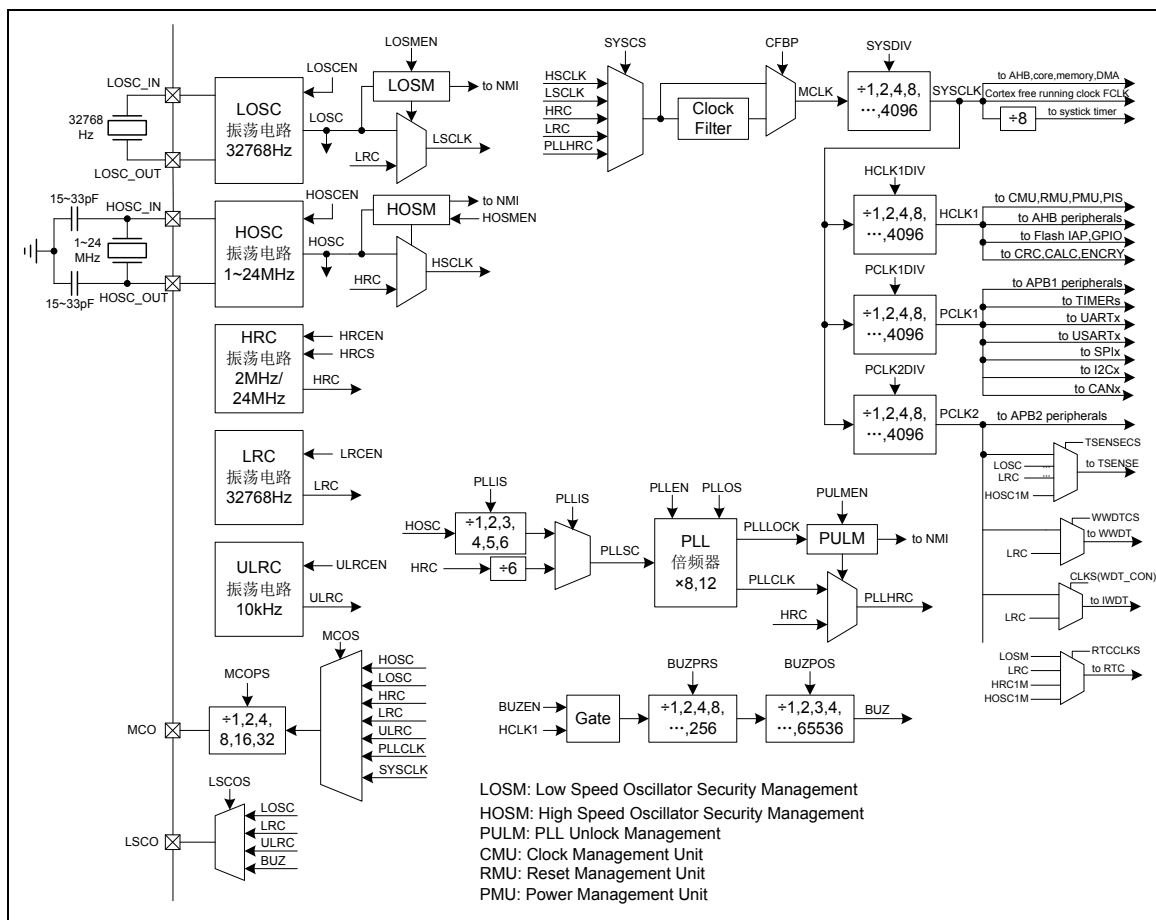 LOSC_IN
32768
Hz
LOSC_OUT
LOSC
振荡电路
32768Hz
LOSCEN
LOSC
LOSMEN
LOSM
to NMI
LRC
LSCLK
15~33pF
HOSC_IN
1~24
MHz
15~33pF
HOSC_OUT
HOSC
振荡电路
1~24MHz
HOSCEN
HOSC
HOSM
to NMI
HOSMEN
HRC
HSCLK
HRC
振荡电路
2MHz/
24MHz
HRCEN
HRCS
HRC
LRC
振荡电路
32768Hz
LRCEN
LRC
ULRC
振荡电路
10kHz
ULRCEN
ULRC
MCO
MCOPS
÷1,2,4,
8,16,32
MCOS
HOSC
LOSC
HRC
LRC
ULRC
PLLCLK
SYSCLK
LSCO
LSCOS
LOSC
LRC
ULRC
BUZ
SYSCS
HSCLK
LSCLK
HRC
LRC
PLLHRC
Clock
Filter
CFBP
MCLK
SYSDIV
÷1,2,4,8,
…,4096
SYSCLK
to AHB,core,memory,DMA
Cortex free running clock FCLK
÷8
to systick timer
HCLK1DIV
÷1,2,4,8,
…,4096
HCLK1
to CMU,RMU,PMU,PIS
to AHB peripherals
to Flash IAP,GPIO
to CRC,CALC,ENCRY
PCLK1DIV
÷1,2,4,8,
…,4096
PCLK1
to APB1 peripherals
to TIMERs
to UARTx
to USARTx
to SPIx
to I2Cx
to CANx
PCLK2DIV
÷1,2,4,8,
…,4096
PCLK2
to APB2 peripherals
TSENSECS
LOSC
...
LRC
...
HOSC1M
to TSENSE
WWDTCS
LRC
to WWDT
CLKS(WDT_CON)
LRC
to IWDT
RTCCLKS
LOSM
LRC
HRC1M
HOSC1M
to RTC
PLLIS
HOSC
÷1,2,3,
4,5,6
HRC
÷6
PLLIS
PLLSC
PLLEN
PLLOS
PLL
倍频器
×8,12
PLLLOCK
PLLCLK
PULMEN
PULM
to NMI
HRC
PLLHRC
BUZEN
HCLK1
Gate
BUZPRS
÷1,2,4,8,
…,256
BUZPOS
÷1,2,3,4,
…,65536
BUZ
LOSM: Low Speed Oscillator Security Management
HOSM: High Speed Oscillator Security Management
PULM: PLL Unlock Management
CMU: Clock Management Unit
RMU: Reset Management Unit
PMU: Power Management Unit